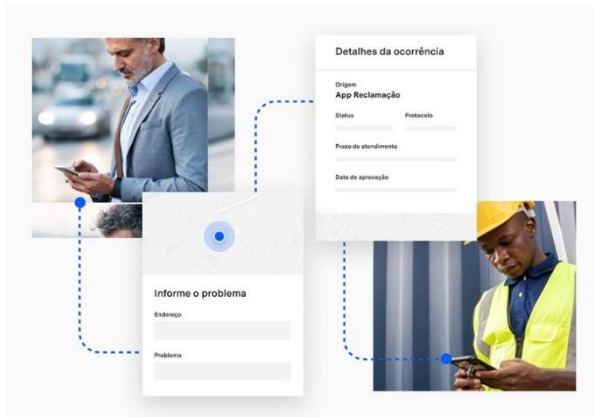 Detalhes da ocorrência
Origem
App Reclamação
Status Protocolo
Prazo de atendimento
Data de aprovação
Informe o problema
Endereço
Problema